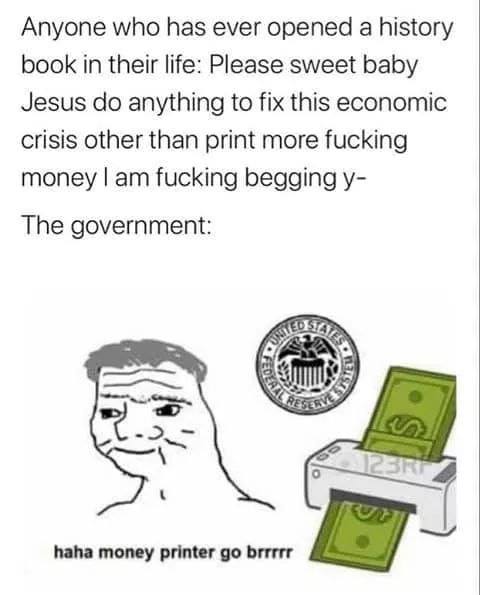 Anyone who has ever opened a history
book in their life: Please sweet baby
Jesus do anything to fix this economic
crisis other than print more fucking
money I am fucking begging y-
The government:
UNITED STATES
FEDERAL RESERVE SYSTEM
$
123RF
$
haha money printer go brrrrr